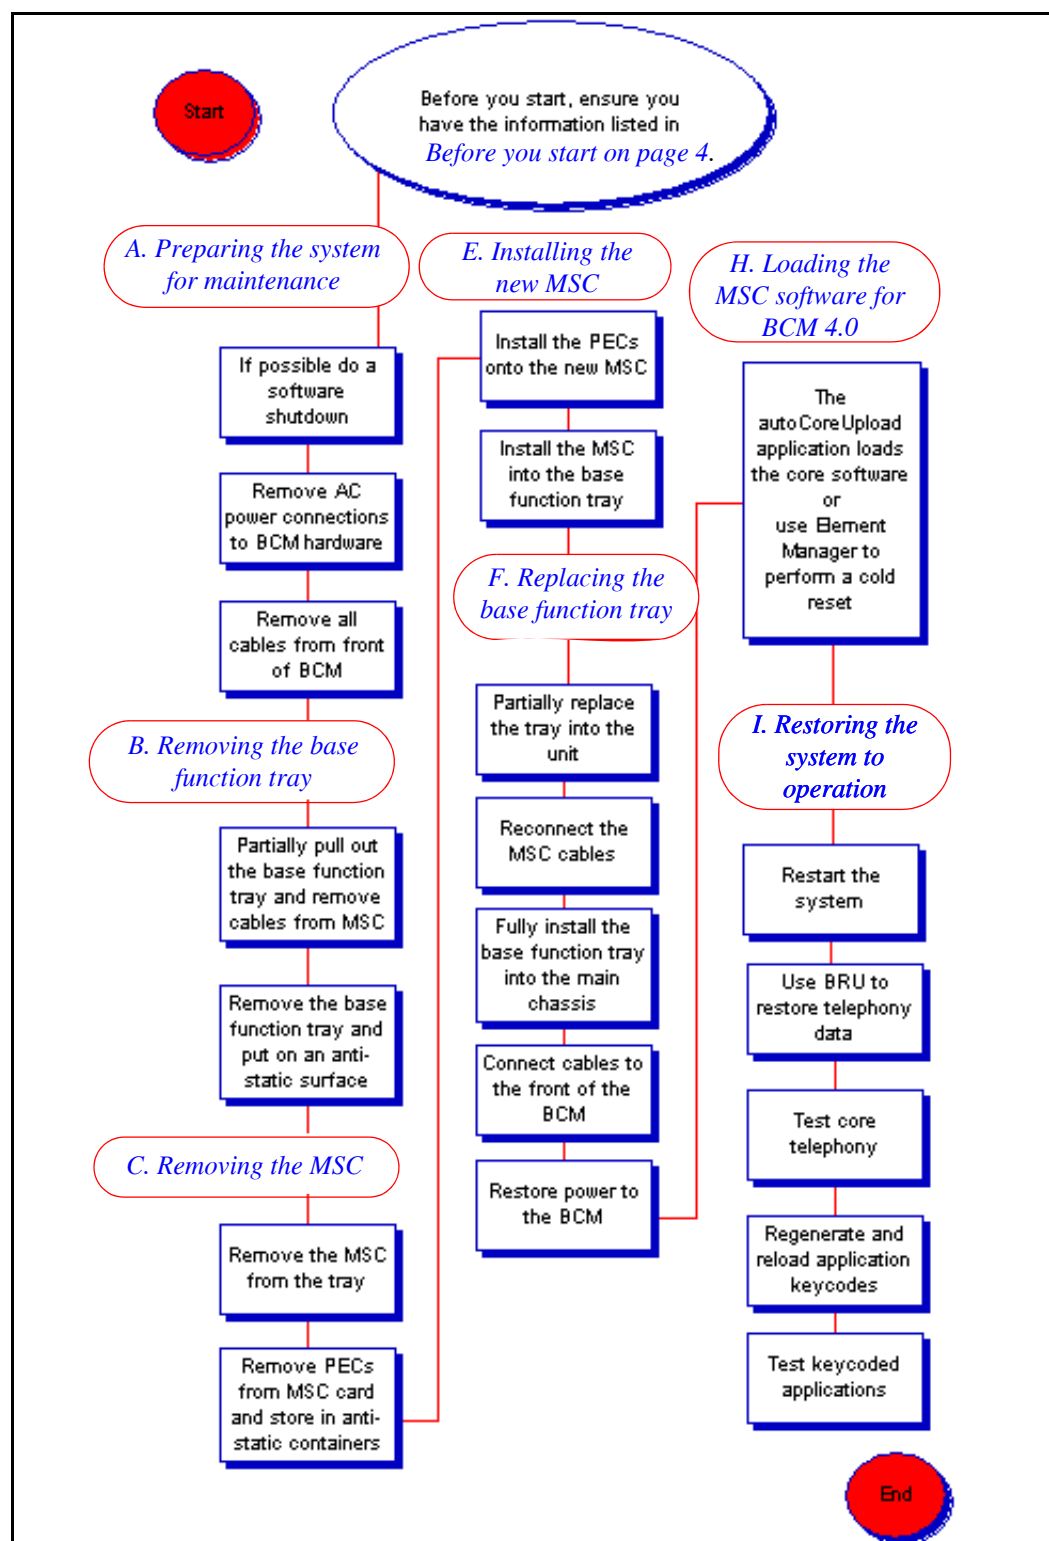 Start
Before you start, ensure you
have the information listed in
Before you start on page 4.
A. Preparing the system
for maintenance
If possible do a
software
shutdown
Remove AC
power connections
to BCM hardware
Remove all
cables from front
of BCM
B. Removing the base
function tray
Partially pull out
the base function
tray and remove
cables from MSC
Remove the base
function tray and
put on an anti-
static surface
C. Removing the MSC
Remove the MSC
from the tray
Remove PECs
from MSC card
and store in anti-
static containers
E. Installing the
new MSC
Install the PECs
onto the new MSC
Install the MSC
into the base
function tray
F. Replacing the
base function tray
Partially replace
the tray into the
unit
Reconnect the
MSC cables
Fully install the
base function tray
into the main
chassis
Connect cables to
the front of the
BCM
Restore power to
the BCM
H. Loading the
MSC software for
BCM 4.0
The
autoCoreUpload
application loads
the core software
or
use Element
Manager to
perform a cold
reset
I. Restoring the
system to
operation
Restart the
system
Use BRU to
restore telephony
data
Test core
telephony
Regenerate and
reload application
keycodes
Test keycoded
applications
End